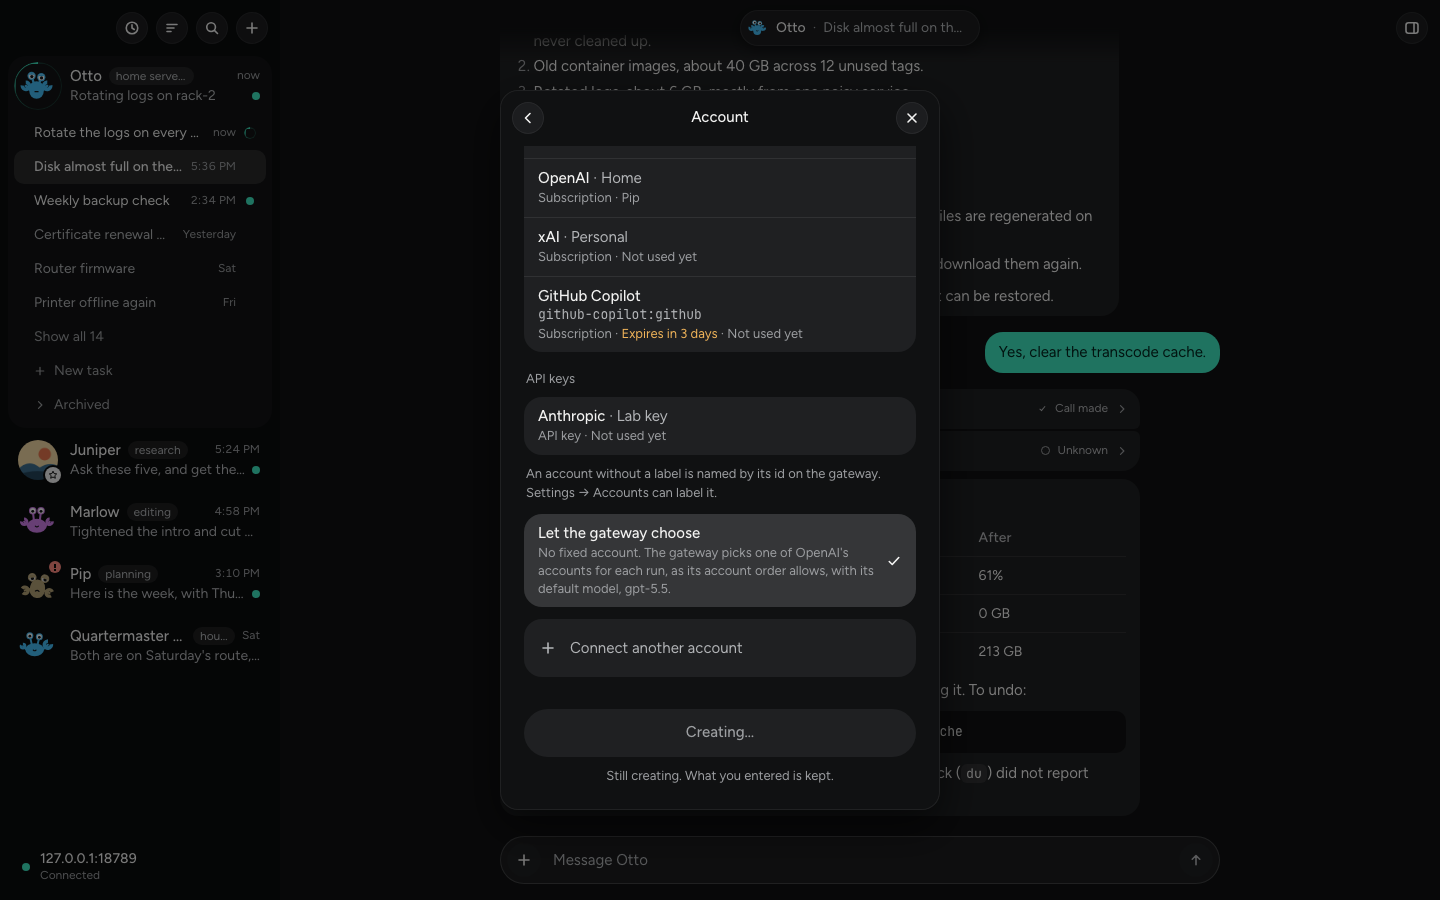 Otto · Disk almost full on th...
Otto home serve... now
Rotating logs on rack-2
Rotate the logs on every ... now
Disk almost full on the... 5:36 PM
Weekly backup check 2:34 PM
Certificate renewal ... Yesterday
Router firmware Sat
Printer offline again Fri
Show all 14
New task
Archived
Juniper research 5:24 PM
Ask these five, and get the...
Marlow editing 4:58 PM
Tightened the intro and cut ...
Pip planning 3:10 PM
Here is the week, with Thu...
Quartermaster ... hou... Sat
Both are on Saturday's route,...
127.0.0.1:18789
Connected
never cleaned up.
2. Old container images, about 40 GB across 12 unused tags.
Account
OpenAI · Home
Subscription · Pip
xAI · Personal
Subscription · Not used yet
GitHub Copilot
github-copilot:github
Subscription · Expires in 3 days · Not used yet
API keys
Anthropic · Lab key
API key · Not used yet
An account without a label is named by its id on the gateway.
Settings → Accounts can label it.
Let the gateway choose
No fixed account. The gateway picks one of OpenAI's
accounts for each run, as its account order allows, with its
default model, gpt-5.5.
Connect another account
Creating...
Still creating. What you entered is kept.
are regenerated on
download them again.
can be restored.
Yes, clear the transcode cache.
Call made
Unknown
After
61%
0 GB
213 GB
it. To undo:
du ) did not report
Message Otto